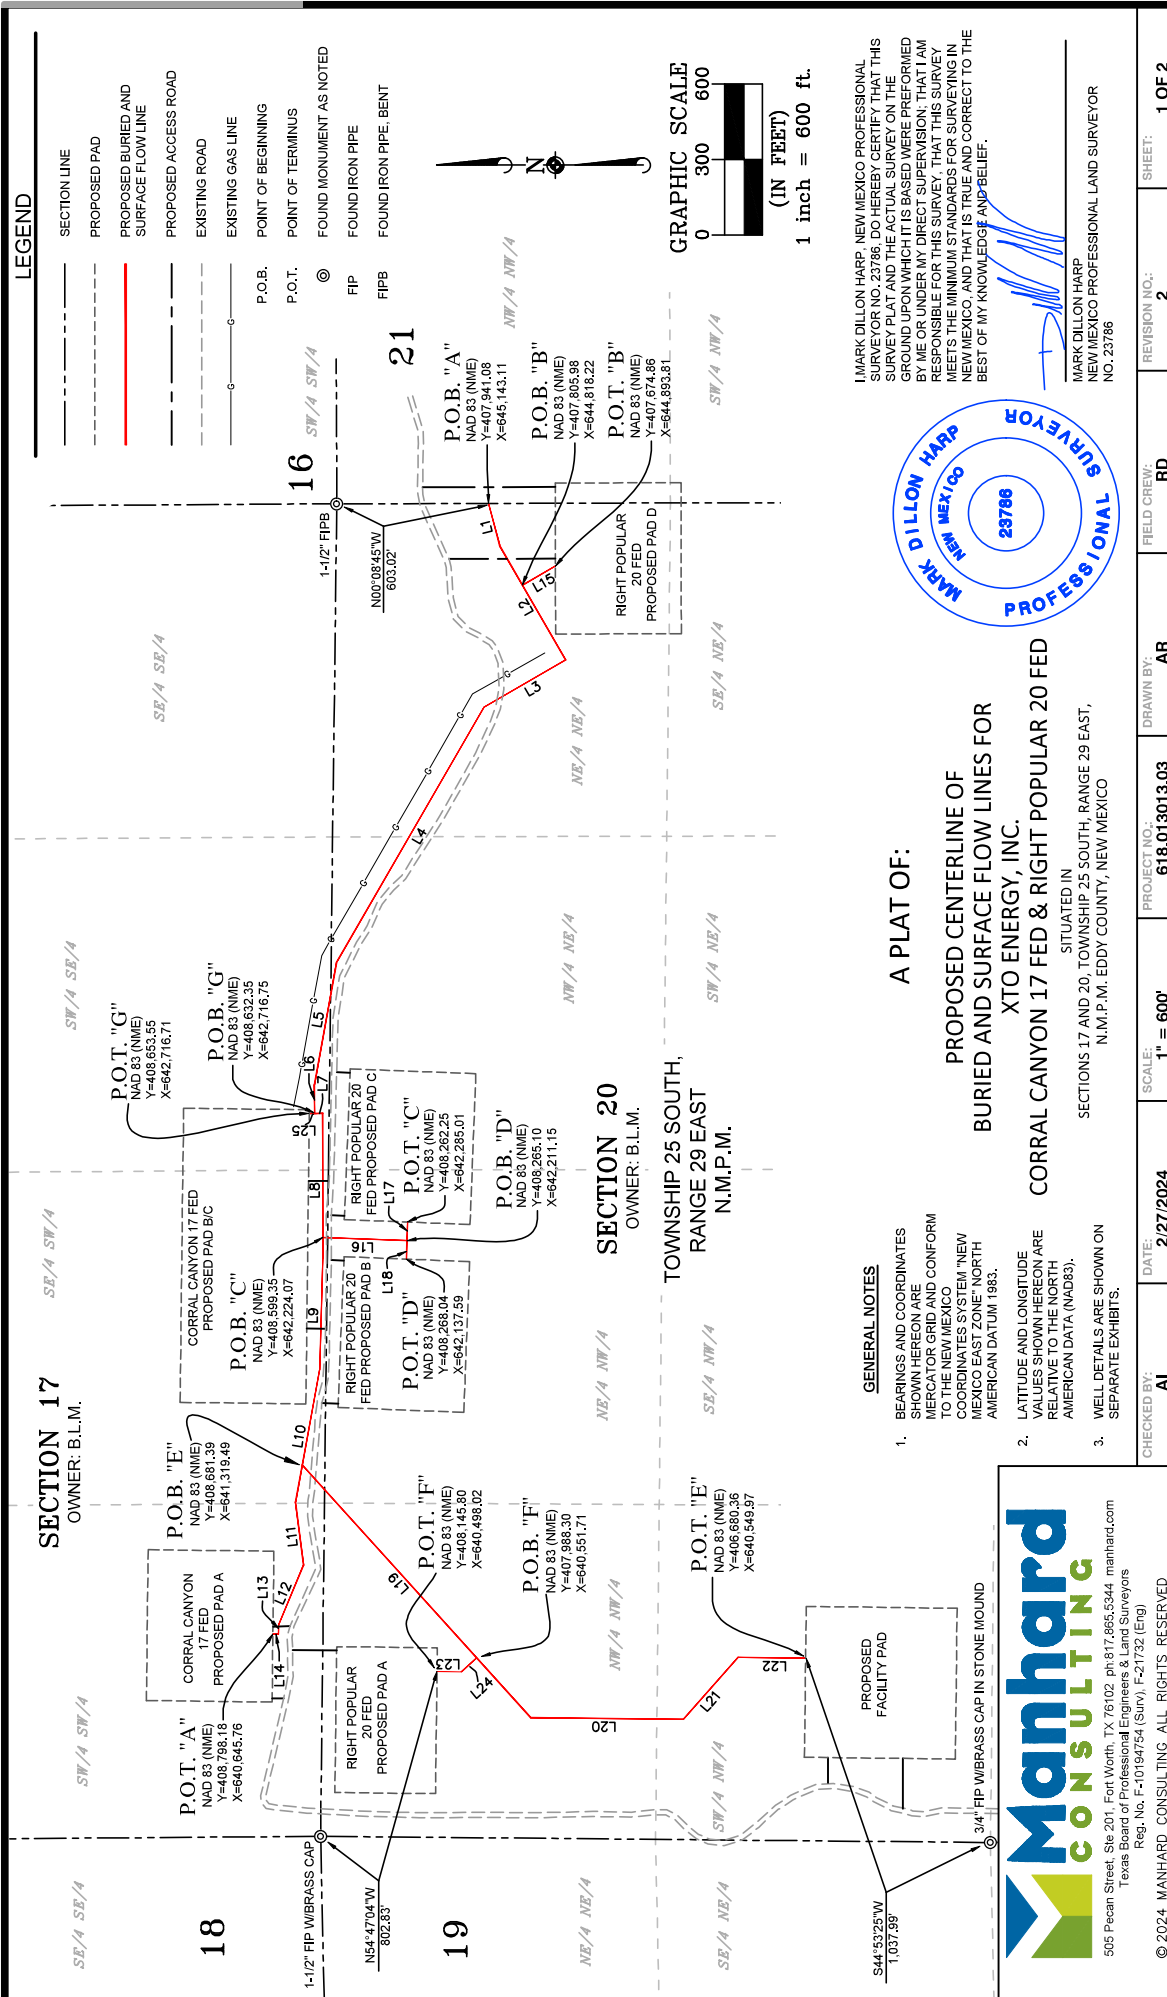 LEGEND
SECTION LINE
PROPOSED PAD
PROPOSED BURIED AND
SURFACE FLOW LINE
PROPOSED ACCESS ROAD
EXISTING ROAD
EXISTING GAS LINE
G
G
P.O.B.
POINT OF BEGINNING
P.O.T.
POINT OF TERMINUS
FOUND MONUMENT AS NOTED
FIP
FOUND IRON PIPE
FIPB
FOUND IRON PIPE, BENT
N
GRAPHIC SCALE
0
300
600
(IN FEET)
1 inch = 600 ft.
SECTION 17
OWNER: B.L.M.
SE/4 SE/4
SW/4 SW/4
SE/4 SW/4
SW/4 SE/4
SE/4 SE/4
SW/4 SW/4
18
16
19
21
1-1/2" FIP W/BRASS CAP
1-1/2" FIPB
P.O.T. "A"
NAD 83 (NME)
Y=408,798.18
X=640,645.76
CORRAL CANYON
17 FED
PROPOSED PAD A
P.O.B. "E"
NAD 83 (NME)
Y=408,681.39
X=641,319.49
CORRAL CANYON 17 FED
PROPOSED PAD B/C
P.O.B. "C"
NAD 83 (NME)
Y=408,599.35
X=642,224.07
P.O.T. "G"
NAD 83 (NME)
Y=408,653.55
X=642,716.71
P.O.B. "G"
NAD 83 (NME)
Y=408,632.35
X=642,716.75
L14
L13
L12
L11
L10
L9
L8
L25
L7
L6
L5
G
G
G
G
G
G
G
G
L4
L3
L2
L1
L15
N00°08'45"W
603.02'
P.O.B. "A"
NAD 83 (NME)
Y=407,941.08
X=645,143.11
P.O.B. "B"
NAD 83 (NME)
Y=407,805.98
X=644,818.22
P.O.T. "B"
NAD 83 (NME)
Y=407,674.86
X=644,893.81
RIGHT POPULAR
20 FED
PROPOSED PAD D
NW/4 NW/4
SW/4 NW/4
N54°47'04"W
802.83'
RIGHT POPULAR
20 FED
PROPOSED PAD A
L23
L24
L19
P.O.T. "F"
NAD 83 (NME)
Y=408,145.80
X=640,498.02
P.O.B. "F"
NAD 83 (NME)
Y=407,988.30
X=640,551.71
RIGHT POPULAR 20
FED PROPOSED PAD B
RIGHT POPULAR 20
FED PROPOSED PAD C
L16
L17
L18
P.O.T. "D"
NAD 83 (NME)
Y=408,268.04
X=642,137.59
P.O.T. "C"
NAD 83 (NME)
Y=408,262.25
X=642,285.01
P.O.B. "D"
NAD 83 (NME)
Y=408,265.10
X=642,211.15
NE/4 NE/4
NW/4 NW/4
NE/4 NW/4
NW/4 NE/4
NE/4 NE/4
SECTION 20
OWNER: B.L.M.
TOWNSHIP 25 SOUTH,
RANGE 29 EAST
N.M.P.M.
L20
L21
L22
P.O.T. "E"
NAD 83 (NME)
Y=406,680.36
X=640,549.97
SE/4 NE/4
SW/4 NW/4
SE/4 NW/4
SW/4 NE/4
SE/4 NE/4
PROPOSED
FACILITY PAD
S44°53'25"W
1,037.99'
3/4" FIP W/BRASS CAP IN STONE MOUND
GENERAL NOTES
1. BEARINGS AND COORDINATES
SHOWN HEREON ARE
MERCATOR GRID AND CONFORM
TO THE NEW MEXICO
COORDINATES SYSTEM "NEW
MEXICO EAST ZONE" NORTH
AMERICAN DATUM 1983.
2. LATITUDE AND LONGITUDE
VALUES SHOWN HEREON ARE
RELATIVE TO THE NORTH
AMERICAN DATA (NAD83).
3. WELL DETAILS ARE SHOWN ON
SEPARATE EXHIBITS.
A PLAT OF:
PROPOSED CENTERLINE OF
BURIED AND SURFACE FLOW LINES FOR
XTO ENERGY, INC.
CORRAL CANYON 17 FED & RIGHT POPULAR 20 FED
SITUATED IN
SECTIONS 17 AND 20, TOWNSHIP 25 SOUTH, RANGE 29 EAST,
N.M.P.M. EDDY COUNTY, NEW MEXICO
MARK DILLON HARP
NEW MEXICO
23786
PROFESSIONAL SURVEYOR
I,MARK DILLON HARP, NEW MEXICO PROFESSIONAL
SURVEYOR NO. 23786, DO HEREBY CERTIFY THAT THIS
SURVEY PLAT AND THE ACTUAL SURVEY ON THE
GROUND UPON WHICH IT IS BASED WERE PREFORMED
BY ME OR UNDER MY DIRECT SUPERVISION; THAT I AM
RESPONSIBLE FOR THIS SURVEY, THAT THIS SURVEY
MEETS THE MINIMUM STANDARDS FOR SURVEYING IN
NEW MEXICO, AND THAT IS TRUE AND CORRECT TO THE
BEST OF MY KNOWLEDGE AND BELIEF.
MARK DILLON HARP
NEW MEXICO PROFESSIONAL LAND SURVEYOR
NO. 23786
Manhard
CONSULTING
505 Pecan Street, Ste 201, Fort Worth, TX 76102 ph:817.865.5344 manhard.com
Texas Board of Professional Engineers & Land Surveyors
Reg. No. F-10194754 (Surv), F-21732 (Eng)
© 2024 MANHARD CONSULTING ALL RIGHTS RESERVED
CHECKED BY: AI
DATE: 2/27/2024
SCALE: 1" = 600'
PROJECT NO.: 618.013013.03
DRAWN BY: AB
FIELD CREW: RD
REVISION NO.: 2
SHEET: 1 OF 2